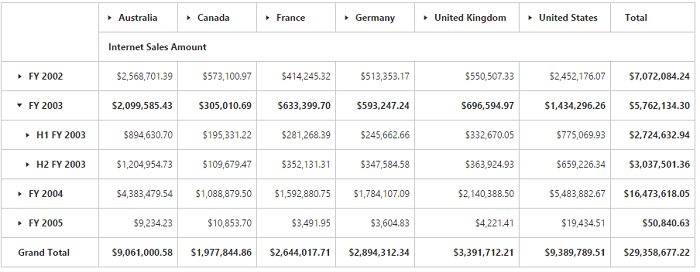 Australia Canada France Germany United Kingdom United States Total
Internet Sales Amount
FY 2002 $2,568,701.39 $573,100.97 $414,245.32 $513,353.17 $550,507.33 $2,452,176.07 $7,072,084.24
FY 2003 $2,099,585.43 $305,010.69 $633,399.70 $593,247.24 $696,594.97 $1,434,296.26 $5,762,134.30
H1 FY 2003 $894,630.70 $195,331.22 $281,268.39 $245,662.66 $332,670.05 $775,069.93 $2,724,632.94
H2 FY 2003 $1,204,954.73 $109,679.47 $352,131.31 $347,584.58 $363,924.93 $659,226.34 $3,037,501.36
FY 2004 $4,383,479.54 $1,088,879.50 $1,592,880.75 $1,784,107.09 $2,140,388.50 $5,483,882.67 $16,473,618.05
FY 2005 $9,234.23 $10,853.70 $3,491.95 $3,604.83 $4,221.41 $19,434.51 $50,840.63
Grand Total $9,061,000.58 $1,977,844.86 $2,644,017.71 $2,894,312.34 $3,391,712.21 $9,389,789.51 $29,358,677.22